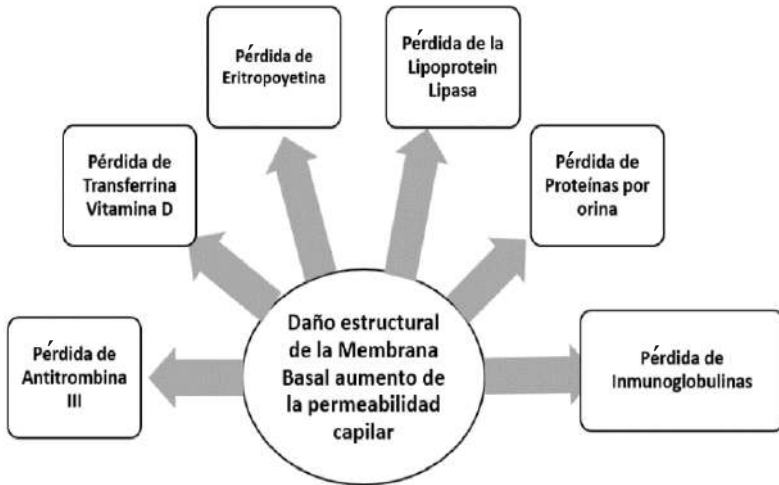 Pérdida de
Eritropoyetina
Pérdida de la
Lipoprotein
Lipasa
Pérdida de
Transferrina
Vitamina D
Pérdida de
Proteínas por
orina
Pérdida de
Antitrombina
III
Daño estructural
de la Membrana
Basal aumento de
la permeabilidad
capilar
Pérdida de
Inmunoglobulinas